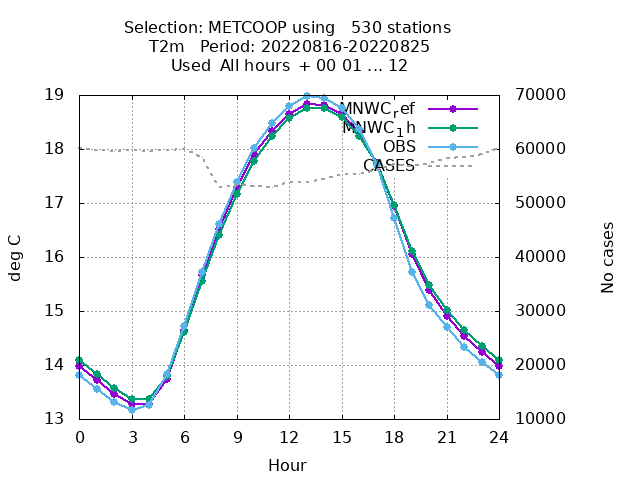 Selection: METCOOP using   530 stations
T2m   Period: 20220816-20220825
Used  All hours  + 00 01 ... 12
19 70000
MNWC_ref
18 60000
MNWC_1h
OBS
CASES
17 50000
16 40000
15 30000
14 20000
13 10000
0 3 6 9 12 15 18 21 24
deg C
No cases
Hour